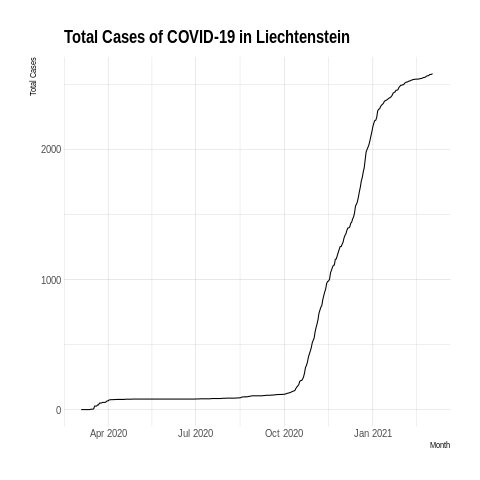 Total Cases of COVID-19 in Liechtenstein
Total Cases
2000
1000
0
Apr 2020 Jul 2020 Oct 2020 Jan 2021
Month